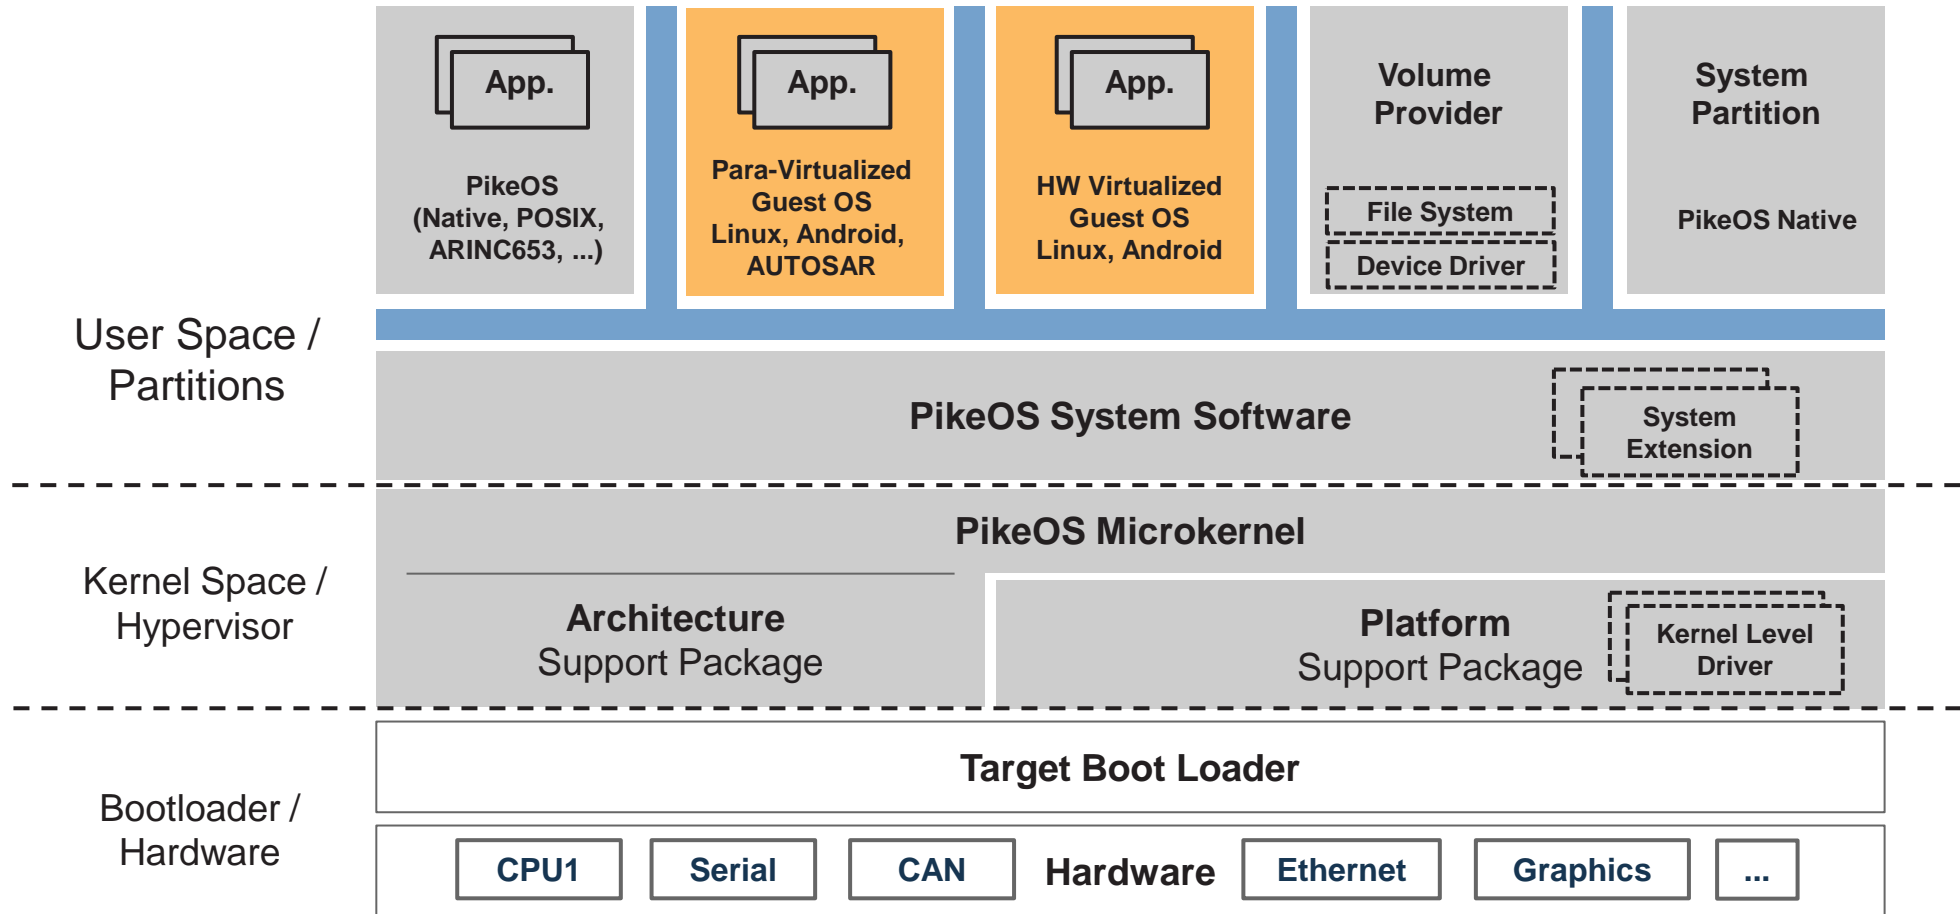 App.
PikeOS
(Native, POSIX,
ARINC653, ...)
App.
Para-Virtualized
Guest OS
Linux, Android,
AUTOSAR
App.
HW Virtualized
Guest OS
Linux, Android
Volume
Provider
File System
Device Driver
System
Partition
PikeOS Native
User Space /
Partitions
PikeOS System Software
System
Extension
Kernel Space /
Hypervisor
PikeOS Microkernel
Architecture
Support Package
Platform
Support Package
Kernel Level
Driver
Bootloader /
Hardware
Target Boot Loader
CPU1
Serial
CAN
Hardware
Ethernet
Graphics
...